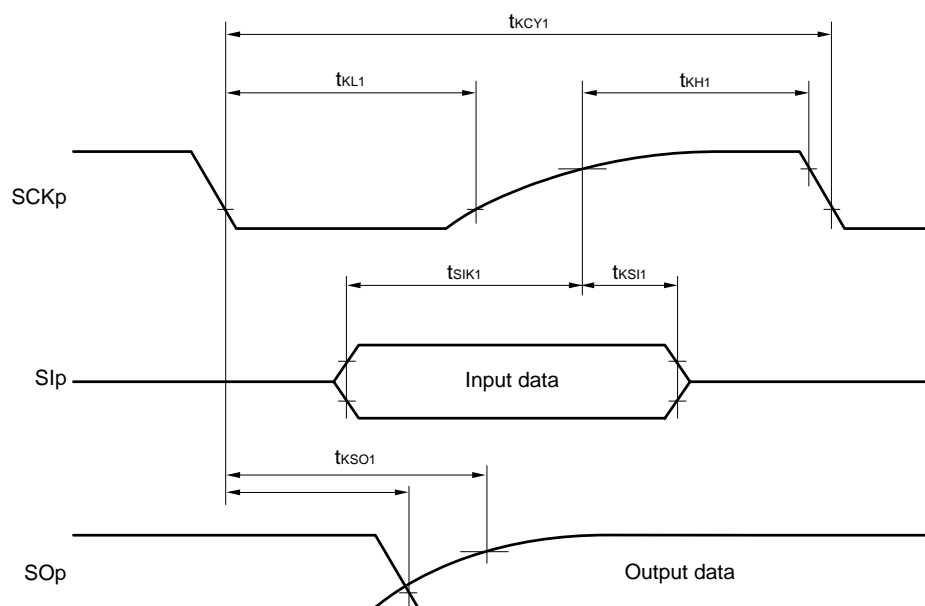 tKCY1
tKL1
tKH1
SCKp
tSIK1
tKSI1
SIp
Input data
tKSO1
SOp
Output data